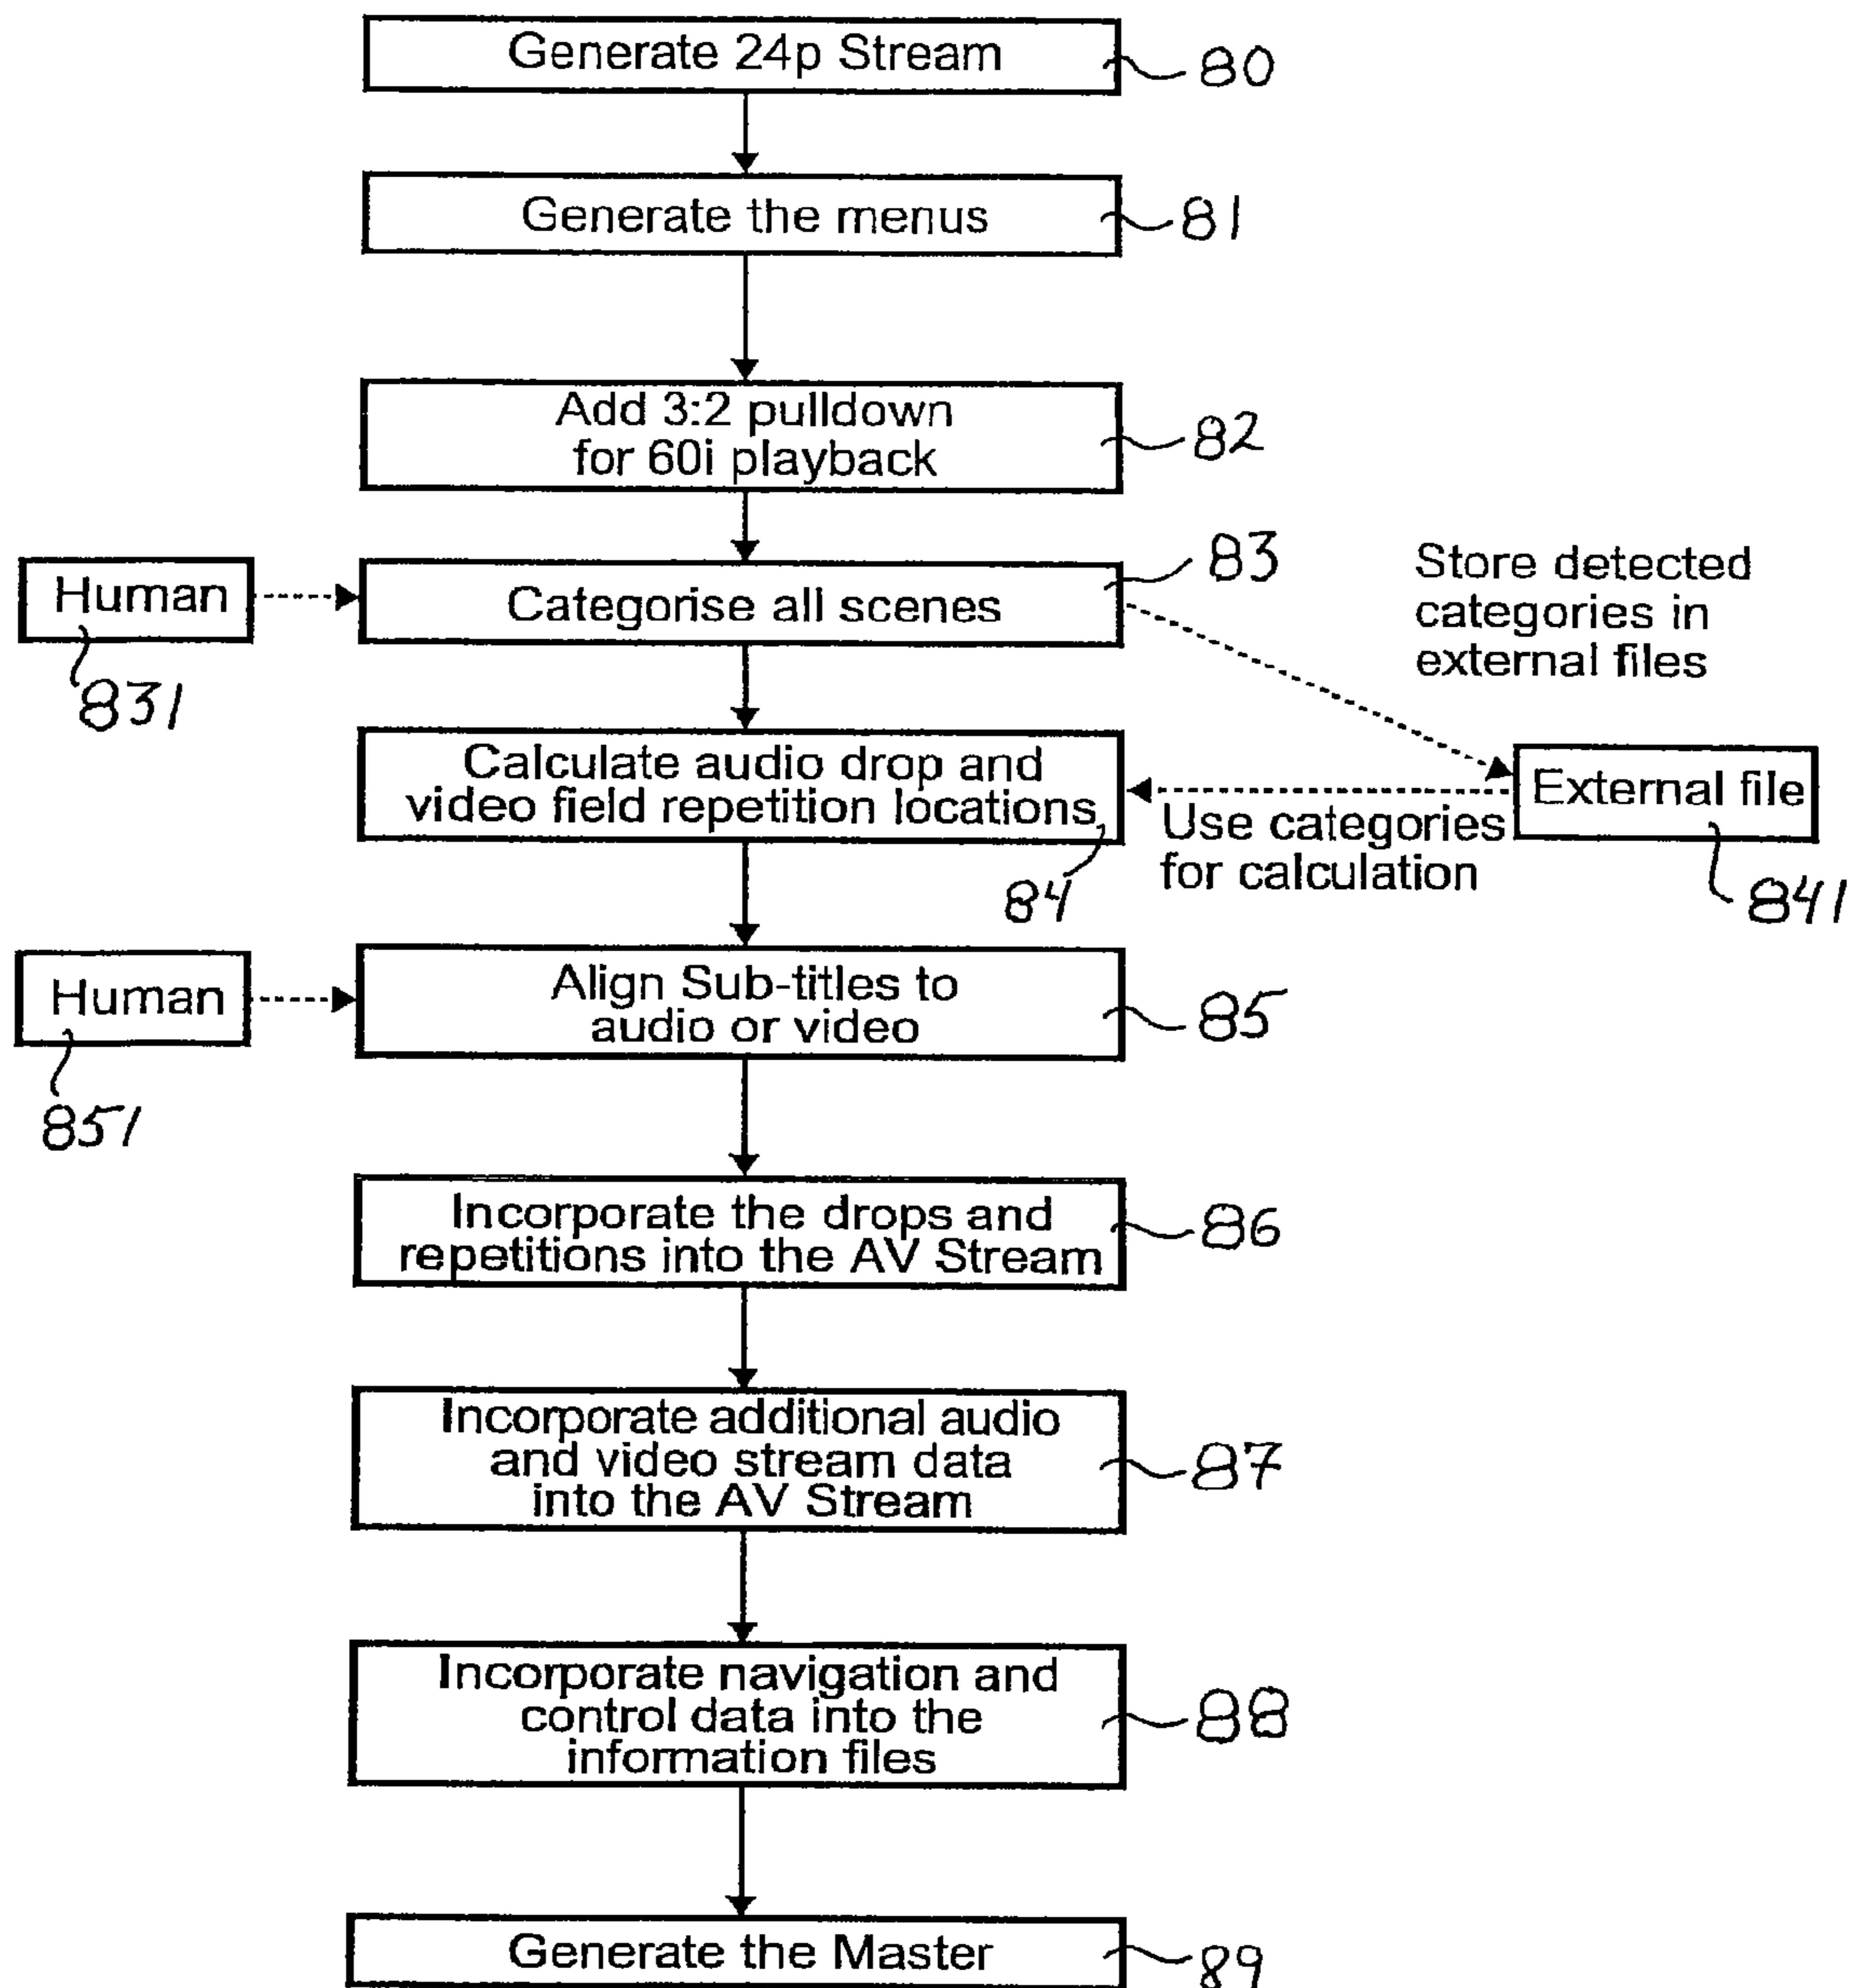 Generate 24p Stream
80
Generate the menus
81
Add 3:2 pulldown
for 60i playback
82
Human
831
Categorise all scenes
83
Store detected
categories in
external files
Calculate audio drop and
video field repetition locations
84
Use categories
for calculation
External file
841
Human
851
Align Sub-titles to
audio or video
85
Incorporate the drops and
repetitions into the AV Stream
86
Incorporate additional audio
and video stream data
into the AV Stream
87
Incorporate navigation and
control data into the
information files
88
Generate the Master
89